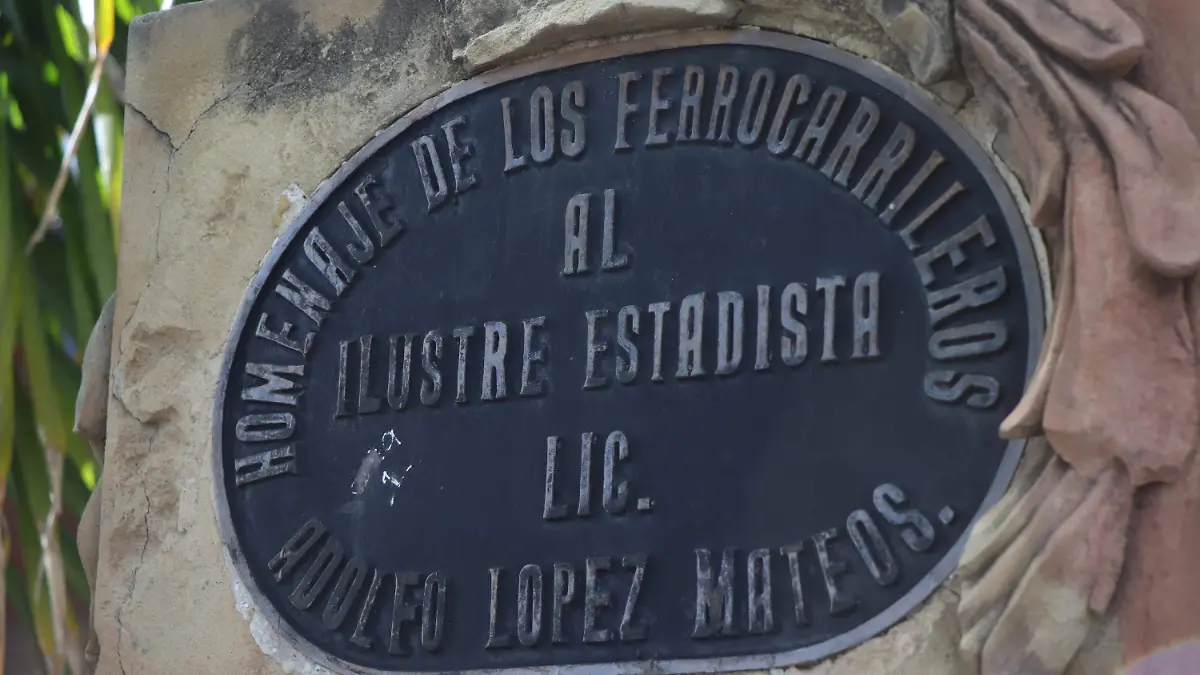 HOMENAJE DE LOS FERROCARRILEROS
AL
ILUSTRE ESTADISTA
LIC.
ADOLFO LOPEZ MATEOS.